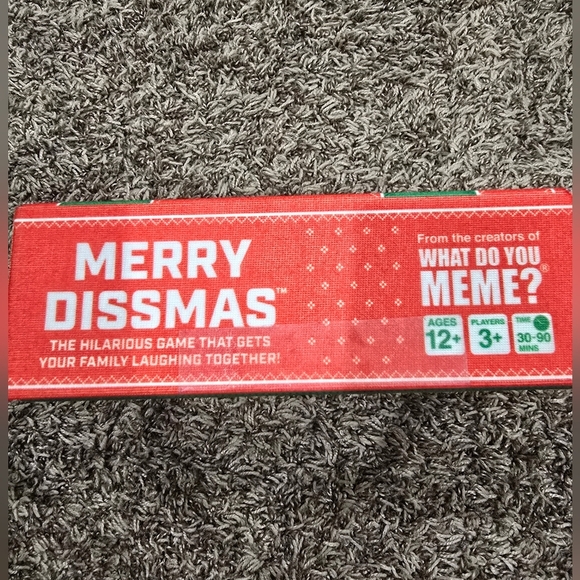 MERRY
DISSMAS™
THE HILARIOUS GAME THAT GETS
YOUR FAMILY LAUGHING TOGETHER!
From the creators of
WHAT DO YOU
MEME?®
AGES
12+
PLAYERS
3+
TIME
30-90
MINS